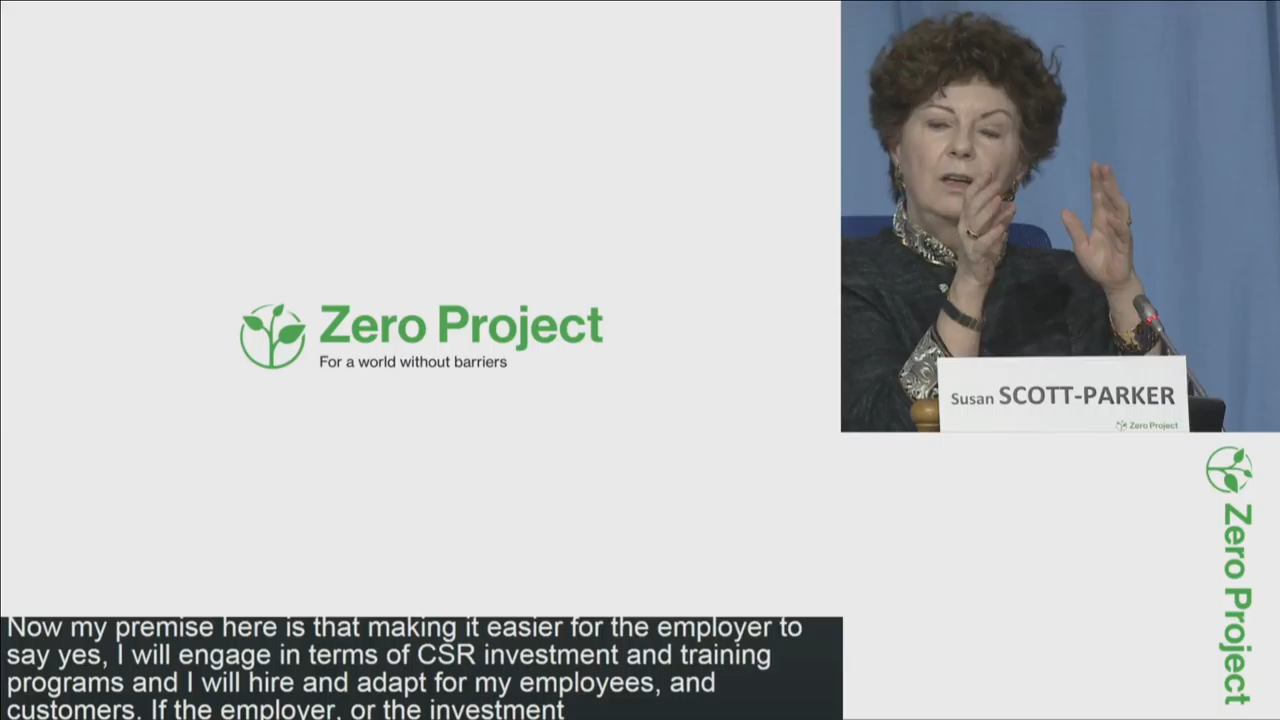 Zero Project
For a world without barriers
Susan SCOTT-PARKER
Zero Project
Zero Project
Now my premise here is that making it easier for the employer to
say yes, I will engage in terms of CSR investment and training
programs and I will hire and adapt for my employees, and
customers. If the employer, or the investment